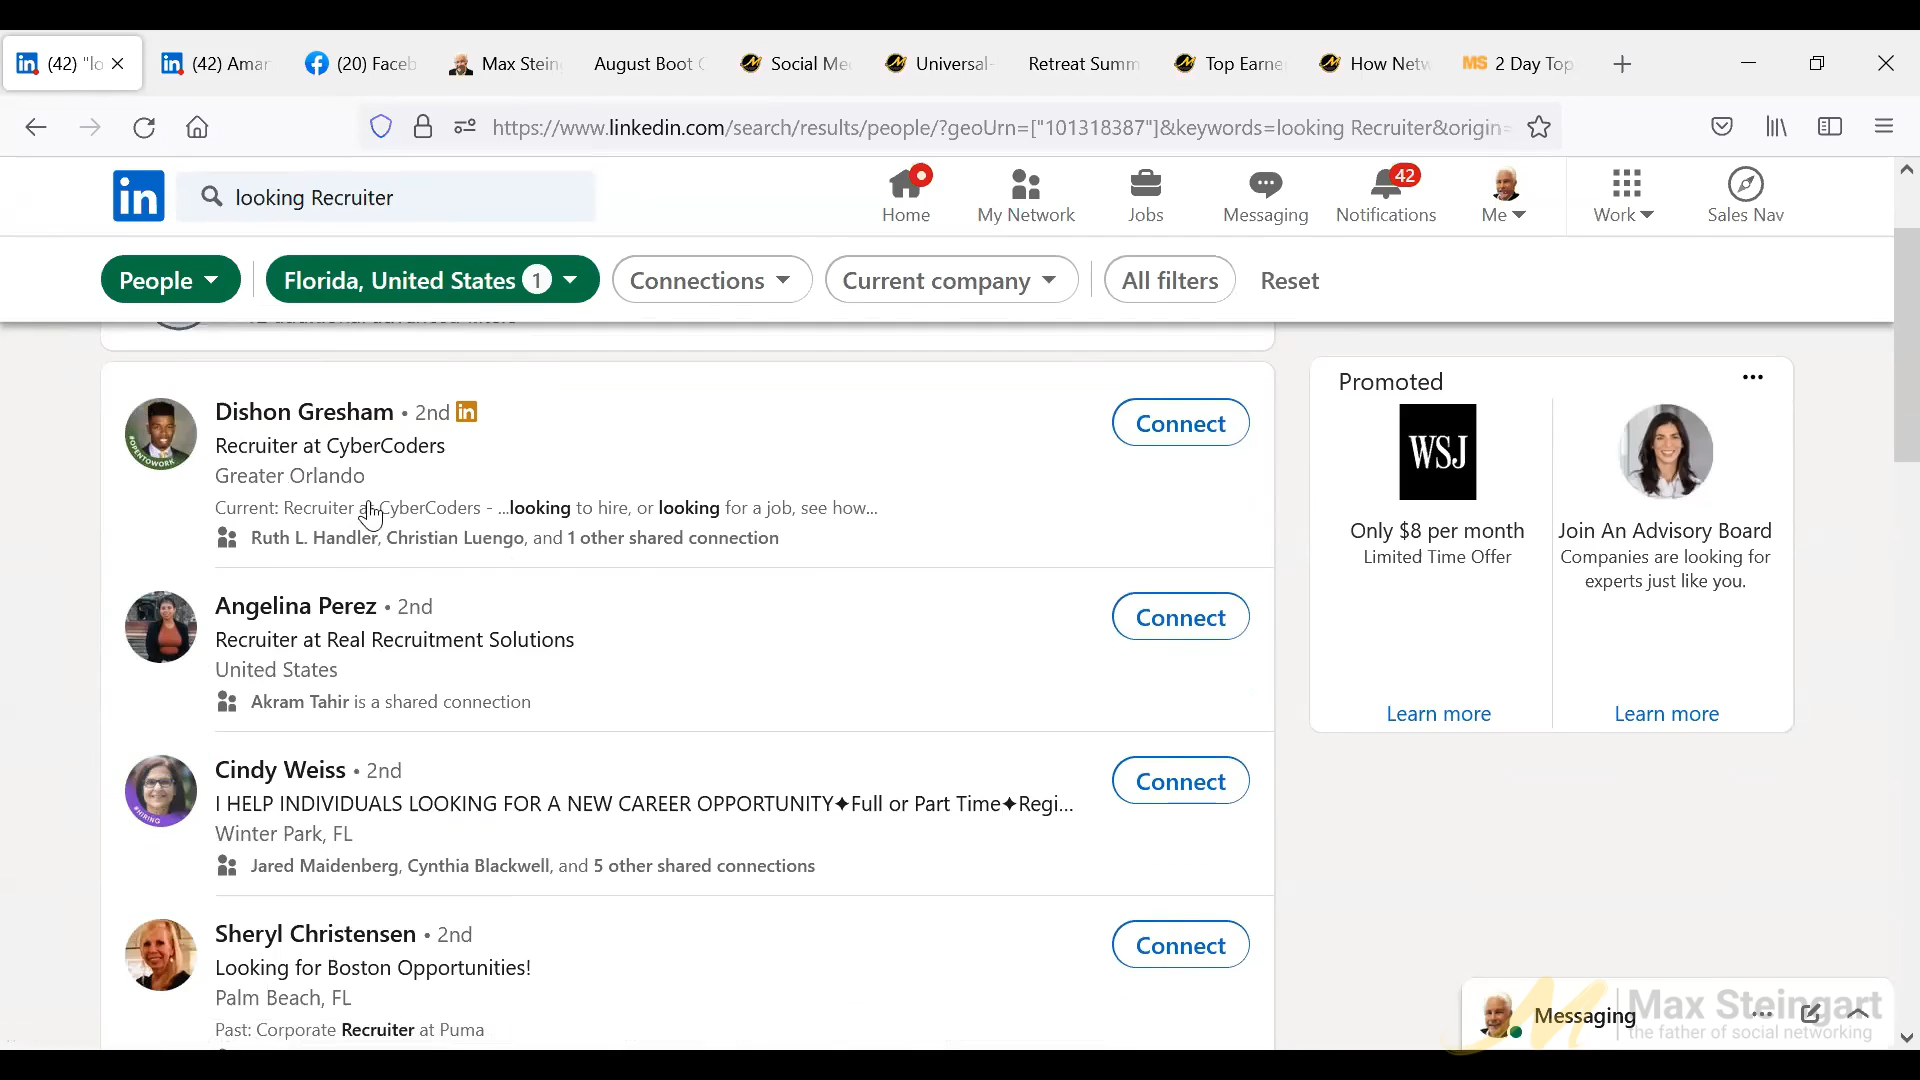 (42) "lo
(42) Amar
(20) Faceb
Max Stein
August Boot C
Social Me
Universal-
Retreat Summ
Top Earne
How Netw
MS 2 Day Top
https://www.linkedin.com/search/results/people/?geoUrn=["101318387"]&keywords=looking Recruiter&origin=
in
looking Recruiter
Home
My Network
Jobs
Messaging
42
Notifications
Me
Work
Sales Nav
People
Florida, United States 1
Connections
Current company
All filters
Reset
Dishon Gresham • 2nd in
Recruiter at CyberCoders
Greater Orlando
Current: Recruiter at CyberCoders - ...looking to hire, or looking for a job, see how...
Ruth L. Handler, Christian Luengo, and 1 other shared connection
Connect
#OPENTOWORK
Angelina Perez • 2nd
Recruiter at Real Recruitment Solutions
United States
Akram Tahir is a shared connection
Connect
Cindy Weiss • 2nd
I HELP INDIVIDUALS LOOKING FOR A NEW CAREER OPPORTUNITY✦Full or Part Time✦Regi...
Winter Park, FL
Jared Maidenberg, Cynthia Blackwell, and 5 other shared connections
Connect
#HIRING
Sheryl Christensen • 2nd
Looking for Boston Opportunities!
Palm Beach, FL
Past: Corporate Recruiter at Puma
Connect
Promoted
WSJ
Only $8 per month
Limited Time Offer
Learn more
Join An Advisory Board
Companies are looking for
experts just like you.
Learn more
Messaging
Max Steingart
the father of social networking